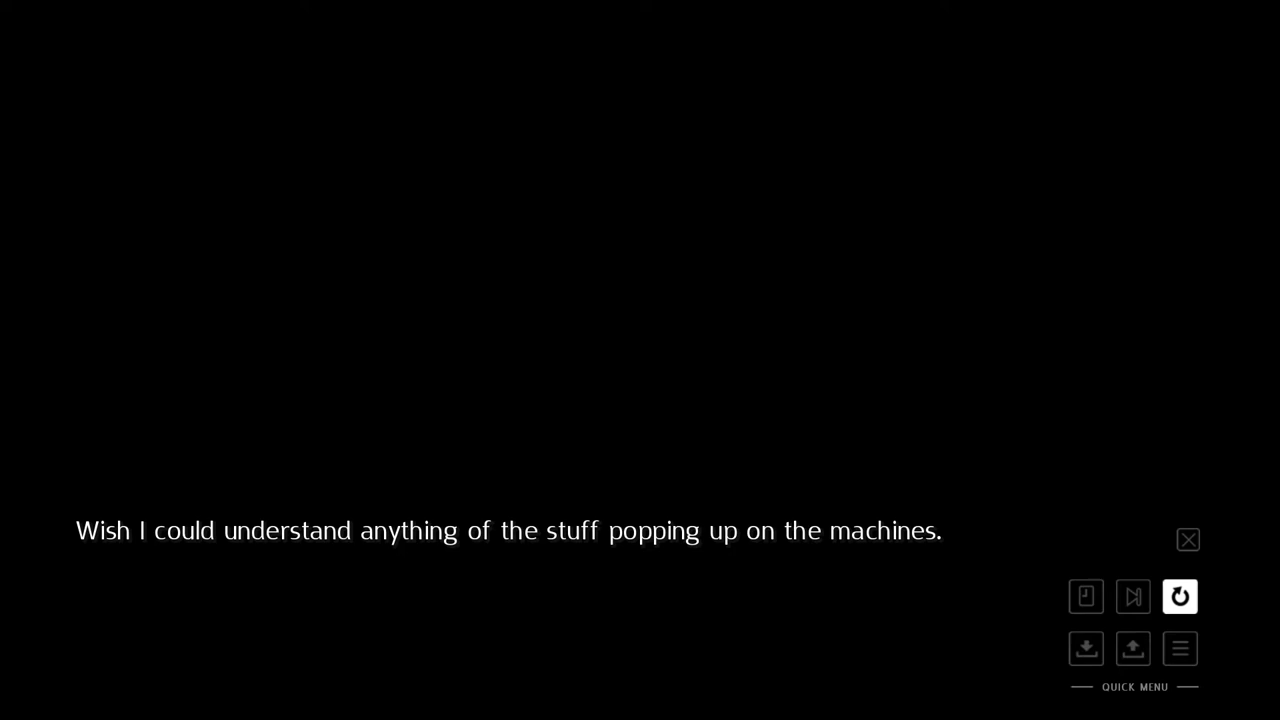 Wish I could understand anything of the stuff popping up on the machines.
QUICK MENU